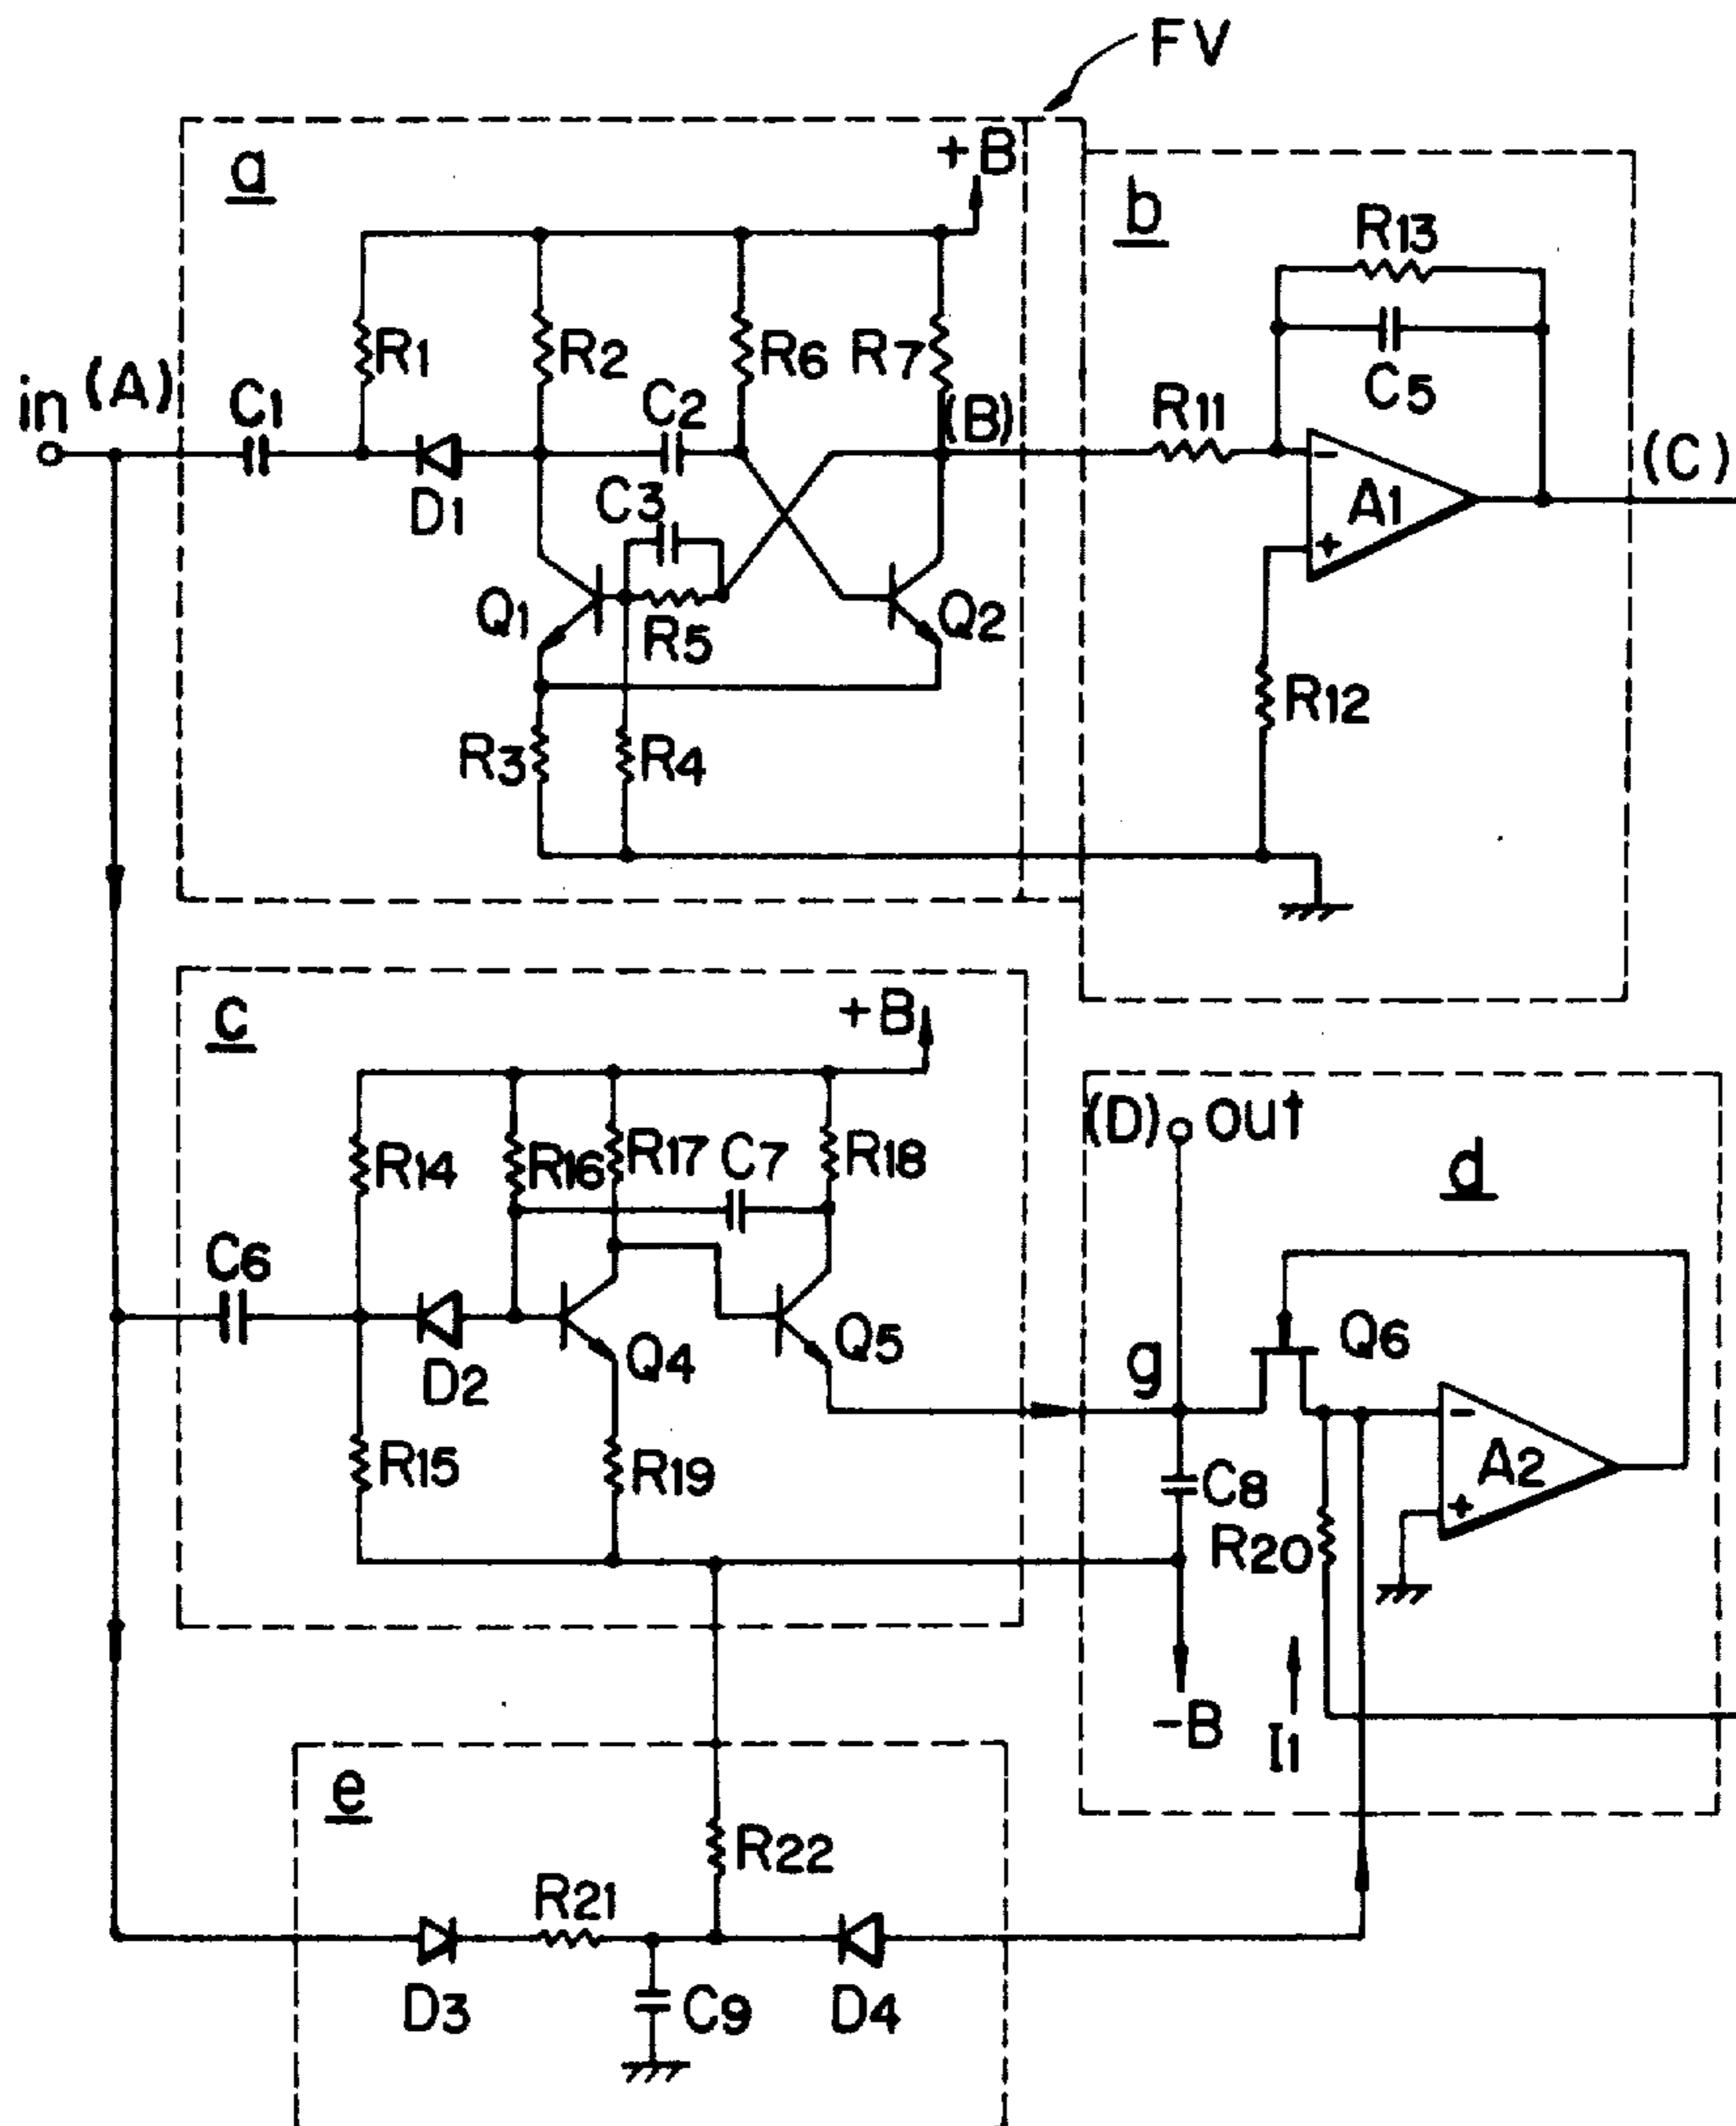 FV
a
+B
b
R13
R1
R2
R6
R7
C5
in
(A)
C1
C2
(B)
R11
(C)
D1
C3
-
A1
+
Q1
R5
Q2
R12
R3
R4
c
+B
(D)
out
d
R14
R16
R17
C7
R18
C6
D2
Q4
Q5
g
Q6
-
A2
+
R15
R19
C8
R20
-B
I1
e
R22
R21
D3
C9
D4